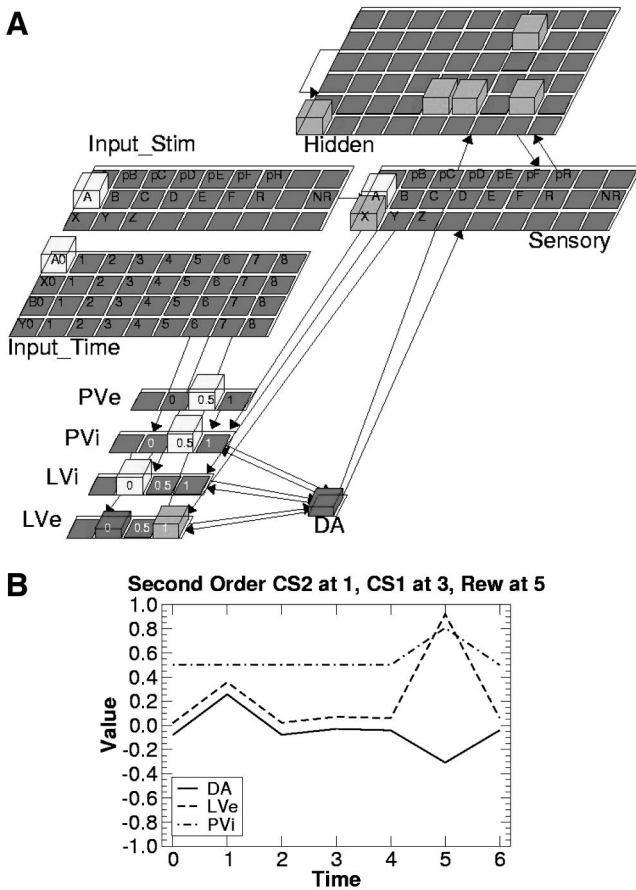 A
Hidden
Input_Stim
pB pC pD pE pF pR
A B C D E F R NR
X Y Z
pB pC pD pE pF pR
A B C D E F R NR
X Y Z
Sensory
A0 1 2 3 4 5 6 7 8
X0 1 2 3 4 5 6 7 8
B0 1 2 3 4 5 6 7 8
Y0 1 2 3 4 5 6 7 8
Input_Time
PVe 0 0.5 1
PVi 0 0.5 1
LVi 0 0.5 1
LVe 0 0.5 1
DA
B
Second Order CS2 at 1, CS1 at 3, Rew at 5
Value
1.0
0.8
0.6
0.4
0.2
0.0
-0.2
-0.4
-0.6
-0.8
-1.0
DA
LVe
PVi
0 1 2 3 4 5 6
Time